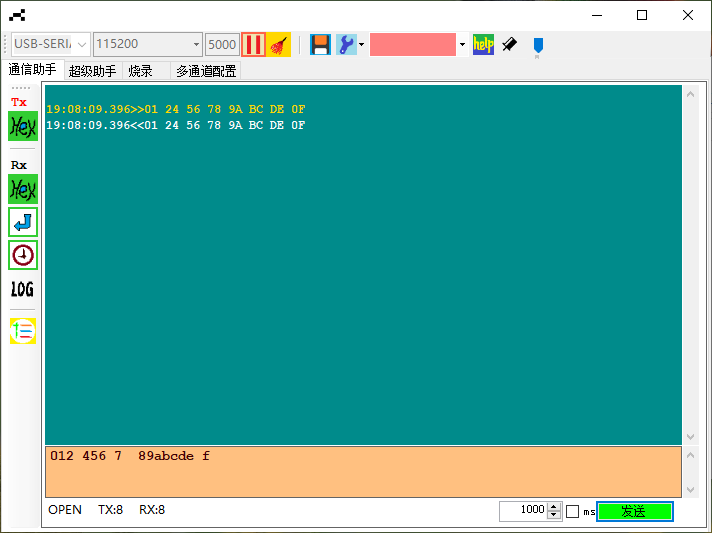 USB-SERIA 115200 5000 help
通信助手 超级助手 烧录 多通道配置
Tx
Hex
Rx
Hex
LOG
19:08:09.396>>01 24 56 78 9A BC DE 0F
19:08:09.396<<01 24 56 78 9A BC DE 0F
012 456 7  89abcde f
OPEN TX:8 RX:8 1000 ms 发送